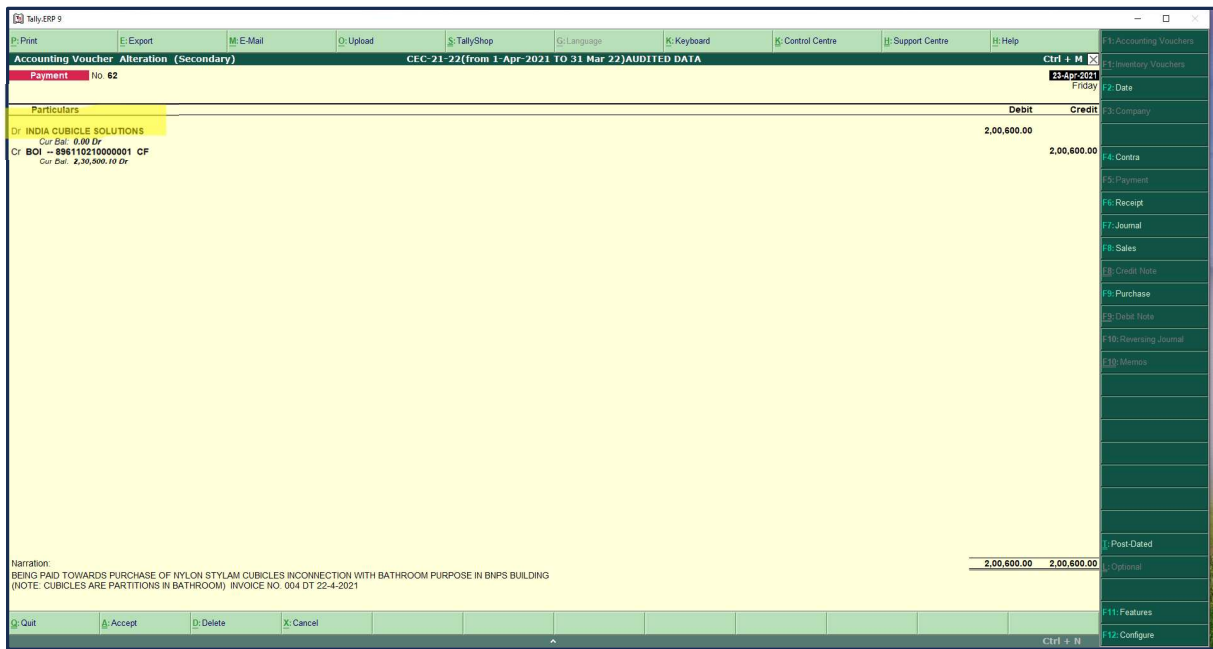 Tally.ERP 9
P: Print E: Export M: E-Mail O: Upload S: TallyShop G: Language K: Keyboard K: Control Centre H: Support Centre H: Help F1: Accounting Vouchers
Accounting Voucher Alteration (Secondary) CEC-21-22(from 1-Apr-2021 TO 31 Mar 22)AUDITED DATA Ctrl + M
F1: Inventory Vouchers
Payment No. 62 23-Apr-2021
Friday
F2: Date
Particulars Debit Credit
F3: Company
Dr INDIA CUBICLE SOLUTIONS 2,00,600.00
Cur Bal: 0.00 Dr
Cr BOI -- 896110210000001 CF 2,00,600.00
Cur Bal: 2,30,500.10 Dr
F4: Contra
F5: Payment
F6: Receipt
F7: Journal
F8: Sales
F8: Credit Note
F9: Purchase
F9: Debit Note
F10: Reversing Journal
F10: Memos
T: Post-Dated
Narration: 2,00,600.00 2,00,600.00
L: Optional
BEING PAID TOWARDS PURCHASE OF NYLON STYLAM CUBICLES INCONNECTION WITH BATHROOM PURPOSE IN BNPS BUILDING
(NOTE: CUBICLES ARE PARTITIONS IN BATHROOM) INVOICE NO. 004 DT 22-4-2021
F11: Features
Q: Quit A: Accept D: Delete X: Cancel
F12: Configure
Ctrl + N